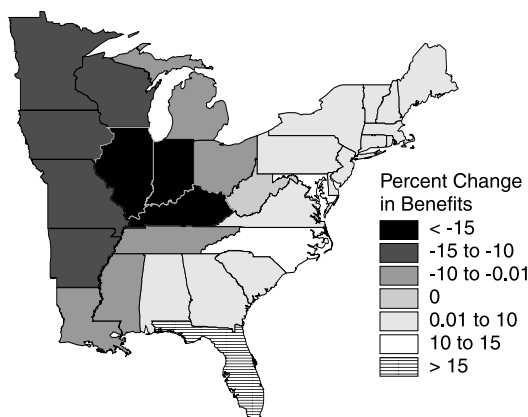 Percent Change
in Benefits
< -15
-15 to -10
-10 to -0.01
0
0.01 to 10
10 to 15
> 15